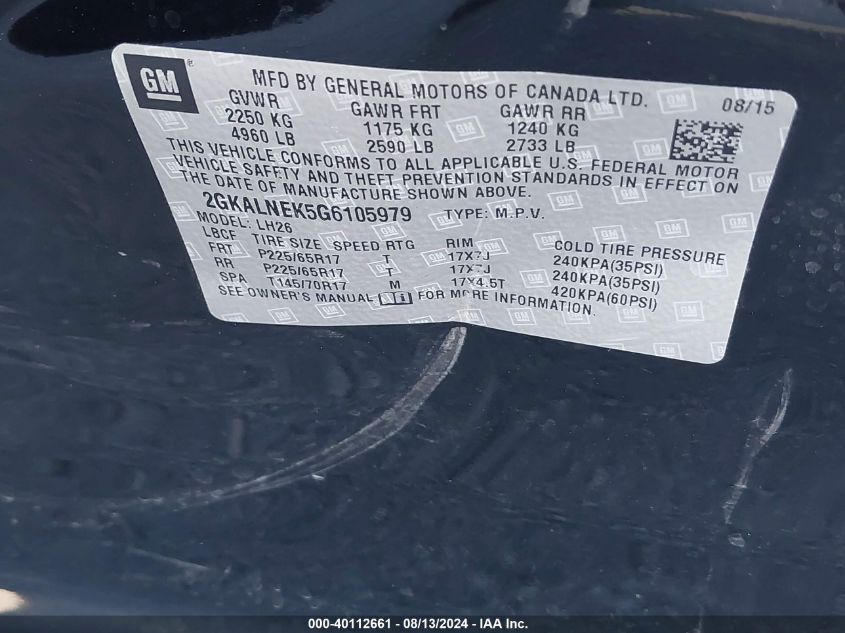 GM ®
MFD BY GENERAL MOTORS OF CANADA LTD.
08/15
GVWR GAWR FRT GAWR RR
2250 KG 1175 KG 1240 KG
4960 LB 2590 LB 2733 LB
THIS VEHICLE CONFORMS TO ALL APPLICABLE U.S. FEDERAL MOTOR
VEHICLE SAFETY AND THEFT PREVENTION STANDARDS IN EFFECT ON
THE DATE OF MANUFACTURE SHOWN ABOVE.
2GKALNEK5G6105979 TYPE: M.P.V.
MODEL: LH26
LBCF TIRE SIZE SPEED RTG RIM COLD TIRE PRESSURE
FRT P225/65R17 T 17X7J 240KPA(35PSI)
RR P225/65R17 T 17X7J 240KPA(35PSI)
SPA T145/70R17 M 17X4.5T 420KPA(60PSI)
SEE OWNER'S MANUAL i FOR MORE INFORMATION.
000-40112661 - 08/13/2024 - IAA Inc.